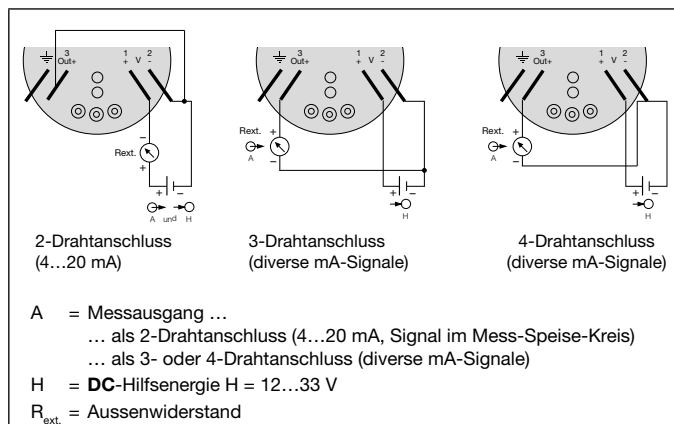 3 1 2
Out+ + V -
3 1 2
Out+ + V -
3 1 2
Out+ + V -
−
Rext.
+
+ −
A und H
Rext. +
A −
+ −
H
Rext. +
A −
+ −
H
2-Drahtanschluss
(4…20 mA)
3-Drahtanschluss
(diverse mA-Signale)
4-Drahtanschluss
(diverse mA-Signale)
A = Messausgang …
… als 2-Drahtanschluss (4…20 mA, Signal im Mess-Speise-Kreis)
… als 3- oder 4-Drahtanschluss (diverse mA-Signale)
H = DC-Hilfsenergie H = 12…33 V
Rext. = Aussenwiderstand